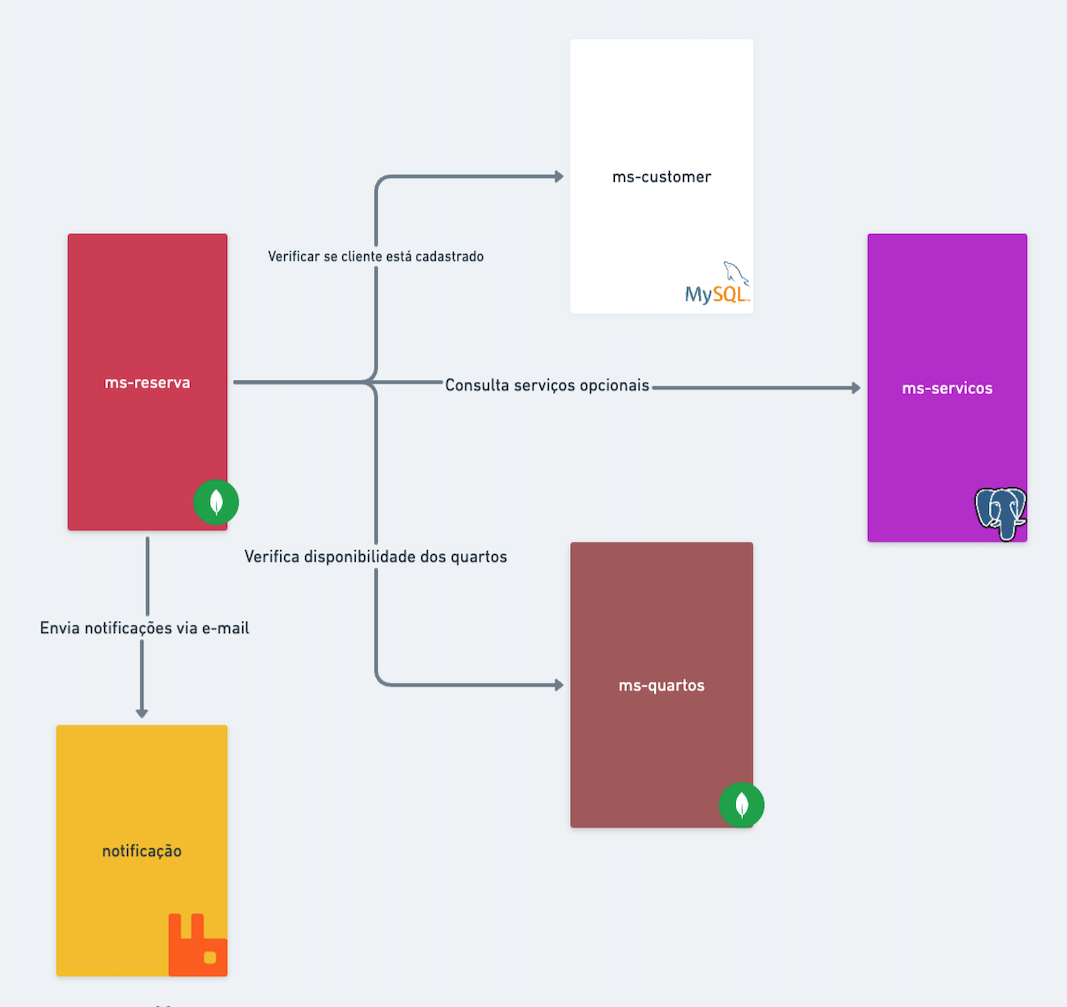 ms-customer
Verificar se cliente está cadastrado
MySQL
ms-reserva
Consulta serviços opcionais
ms-servicos
Verifica disponibilidade dos quartos
Envia notificações via e-mail
ms-quartos
notificação